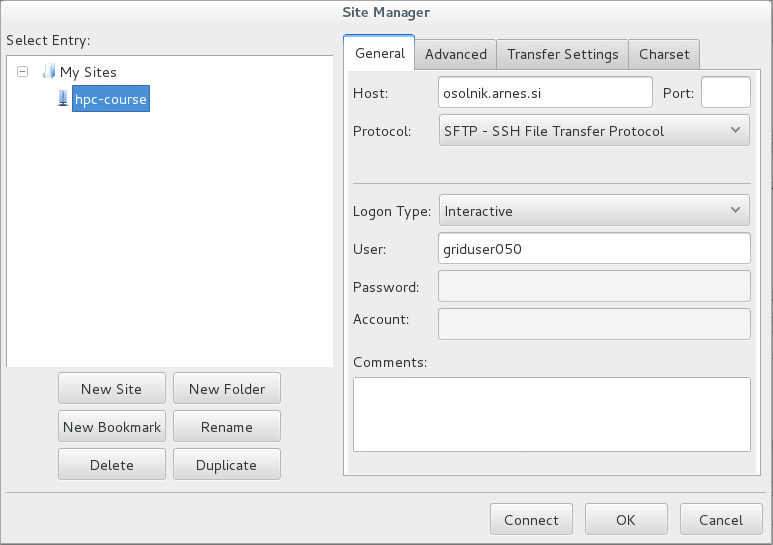 Site Manager
Select Entry:
My Sites
hpc-course
New Site
New Folder
New Bookmark
Rename
Delete
Duplicate
General
Advanced
Transfer Settings
Charset
Host:
osolnik.arnes.si
Port:
Protocol:
SFTP - SSH File Transfer Protocol
Logon Type:
Interactive
User:
griduser050
Password:
Account:
Comments:
Connect
OK
Cancel